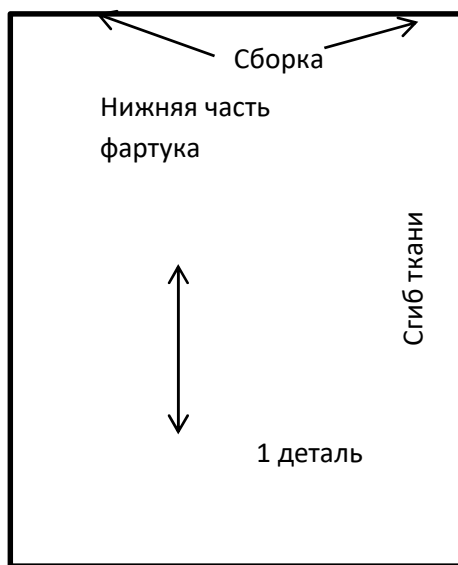 Сборка
Нижняя часть
фартука
Сгиб ткани
1 деталь